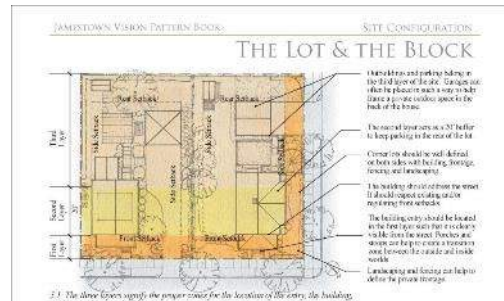 JAMESTOWN VISION PATTERN BOOK
SITE CONFIGURATION
THE LOT & THE BLOCK
Third Layer
Second Layer
First Layer
20'
Rear Setback
Rear Setback
Side Setback
Side Setback
Side Setback
Front Setback
Front Setback
Outbuildings and parking belong in
the third layer of the site. Garages can
often be placed in such a way to help
frame a private outdoor space in the
back of the house.
The second layer acts as a 20' buffer
to keep parking in the rear of the lot
Corner lots should be well defined
on both sides with building frontage,
fencing and landscaping.
The building should address the street
It should respect existing and/or
regulating front setbacks.
The building entry should be located
in the first layer such that it is clearly
visible from the street. Porches and
stoops can help to create a transition
zone between the outside and inside
worlds.
Landscaping and fencing can help to
define the private frontage.
5.1 The three layers signify the proper zones for the location of the entry, the building,